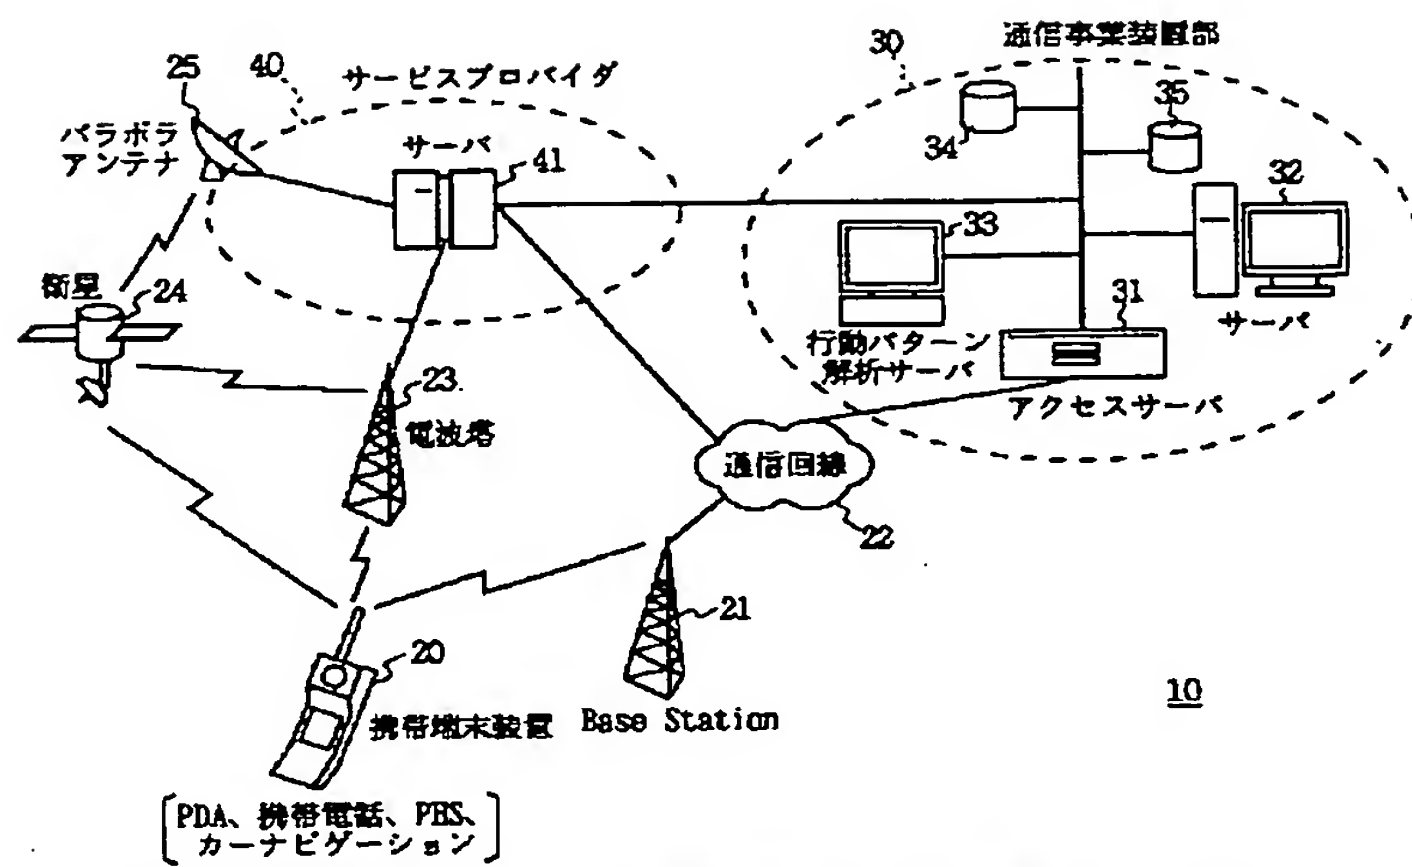 通信事業装置部
30
40
サービスプロバイダ
25
35
パラボラ
アンテナ
サーバ
41
34
32
33
衛星
24
31
サーバ
行動パターン
解析サーバ
アクセスサーバ
23
電波塔
通信回線
22
21
20
10
携帯端末装置
Base Station
PDA、携帯電話、PHS、
カーナビゲーション